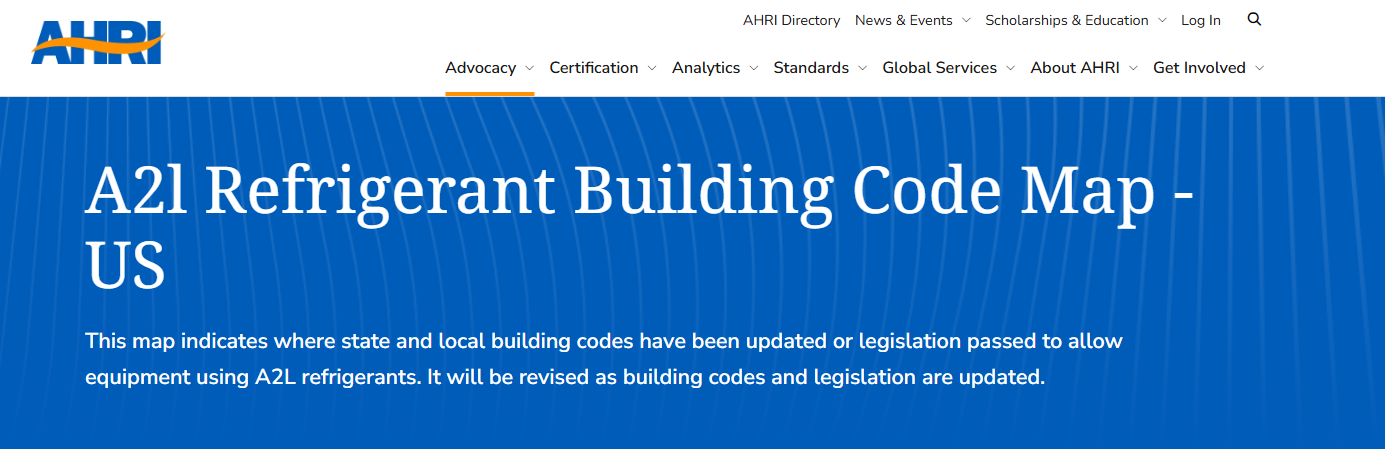 AHRI
AHRI Directory News & Events Scholarships & Education Log In
Advocacy Certification Analytics Standards Global Services About AHRI Get Involved
A2l Refrigerant Building Code Map -
US
This map indicates where state and local building codes have been updated or legislation passed to allow
equipment using A2L refrigerants. It will be revised as building codes and legislation are updated.